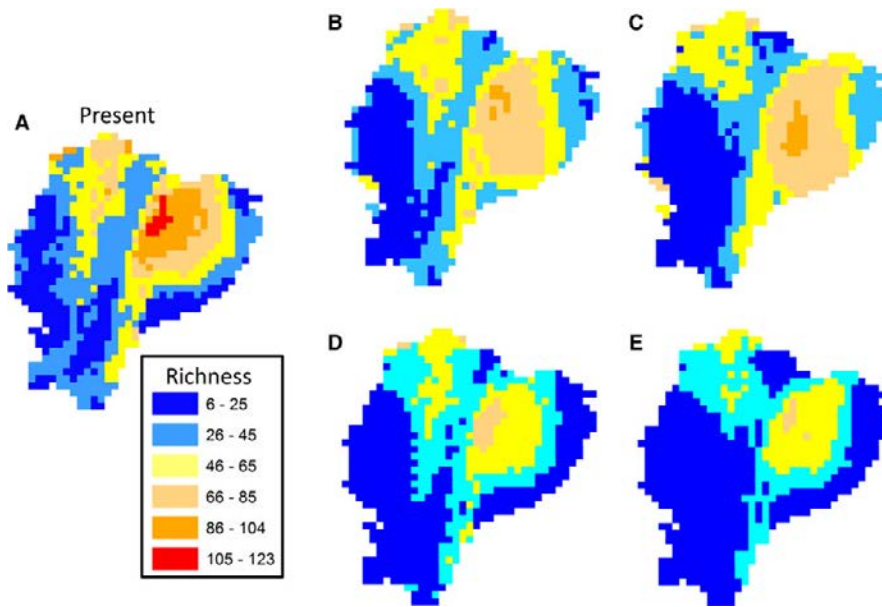 B
C
Present
A
Richness
6 - 25
26 - 45
46 - 65
66 - 85
86 - 104
105 - 123
D
E